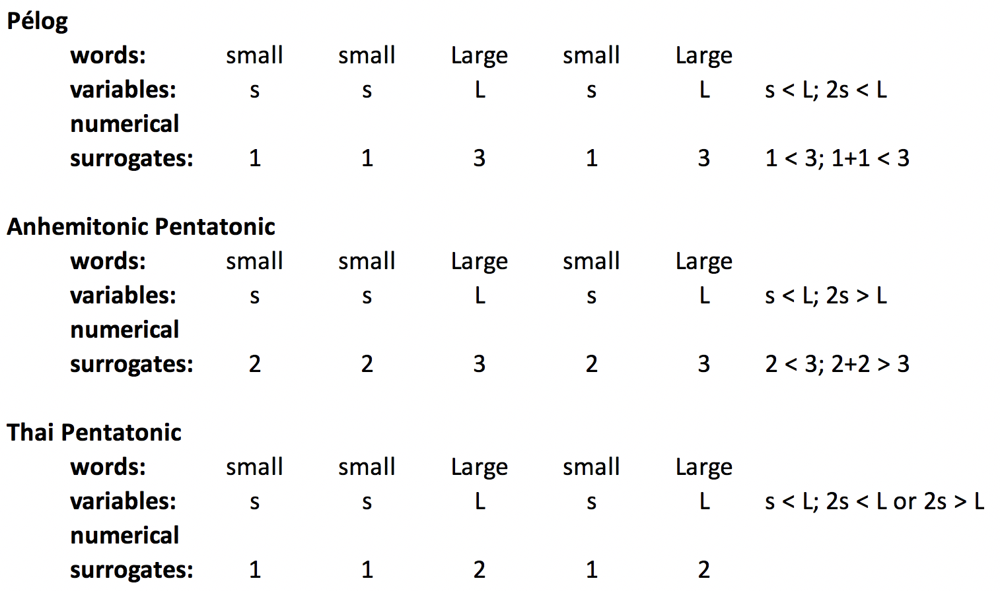 Pélog
words: small small Large small Large
variables: s s L s L s < L; 2s < L
numerical
surrogates: 1 1 3 1 3 1 < 3; 1+1 < 3
Anhemitonic Pentatonic
words: small small Large small Large
variables: s s L s L s < L; 2s > L
numerical
surrogates: 2 2 3 2 3 2 < 3; 2+2 > 3
Thai Pentatonic
words: small small Large small Large
variables: s s L s L s < L; 2s < L or 2s > L
numerical
surrogates: 1 1 2 1 2